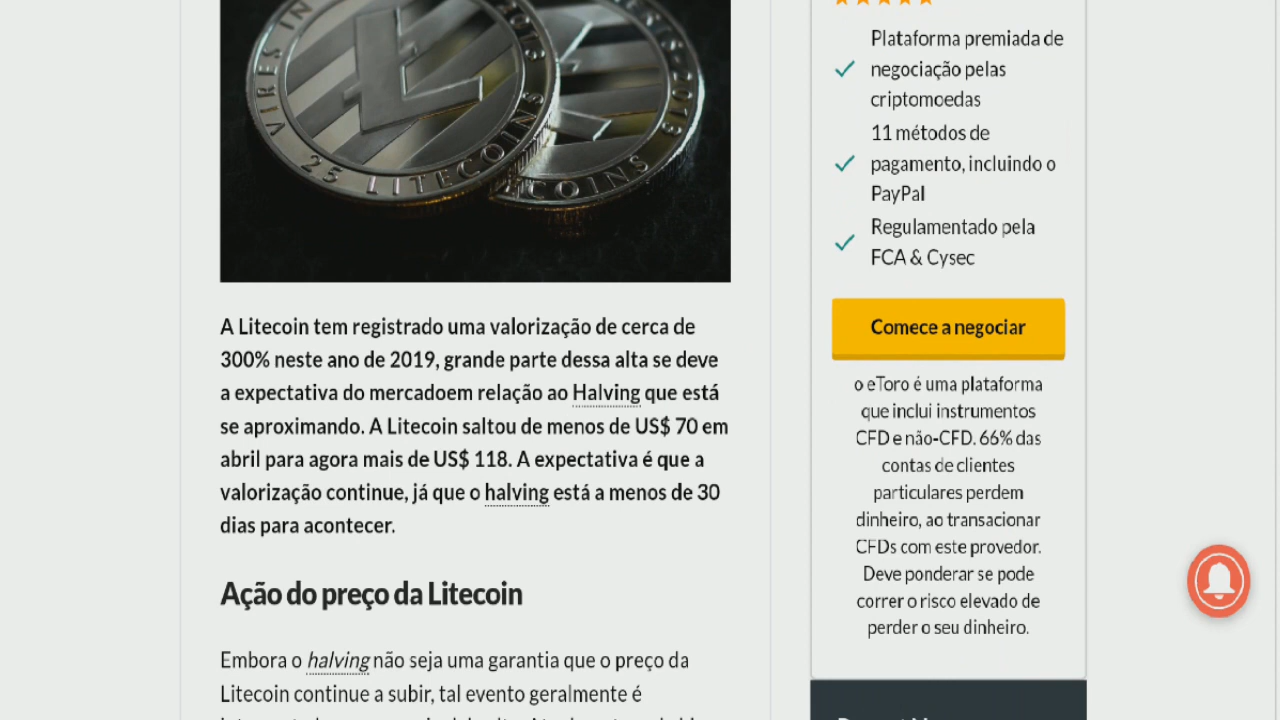 VIRES IN
25 LITECOINS
COINS
2013
A Litecoin tem registrado uma valorização de cerca de
300% neste ano de 2019, grande parte dessa alta se deve
a expectativa do mercadoem relação ao Halving que está
se aproximando. A Litecoin saltou de menos de US$ 70 em
abril para agora mais de US$ 118. A expectativa é que a
valorização continue, já que o halving está a menos de 30
dias para acontecer.
Ação do preço da Litecoin
Embora o halving não seja uma garantia que o preço da
Litecoin continue a subir, tal evento geralmente é
Plataforma premiada de
negociação pelas
criptomoedas
11 métodos de
pagamento, incluindo o
PayPal
Regulamentado pela
FCA & Cysec
Comece a negociar
o eToro é uma plataforma
que inclui instrumentos
CFD e não-CFD. 66% das
contas de clientes
particulares perdem
dinheiro, ao transacionar
CFDs com este provedor.
Deve ponderar se pode
correr o risco elevado de
perder o seu dinheiro.